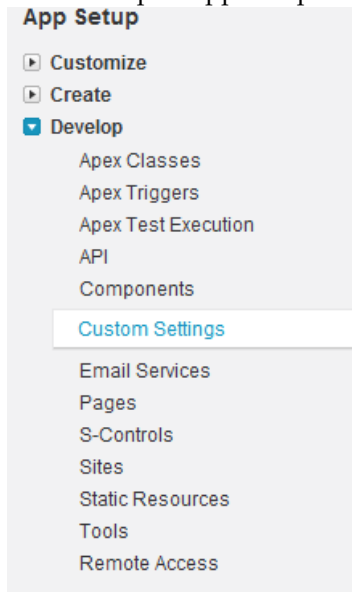 App Setup
Customize
Create
Develop
Apex Classes
Apex Triggers
Apex Test Execution
API
Components
Custom Settings
Email Services
Pages
S-Controls
Sites
Static Resources
Tools
Remote Access